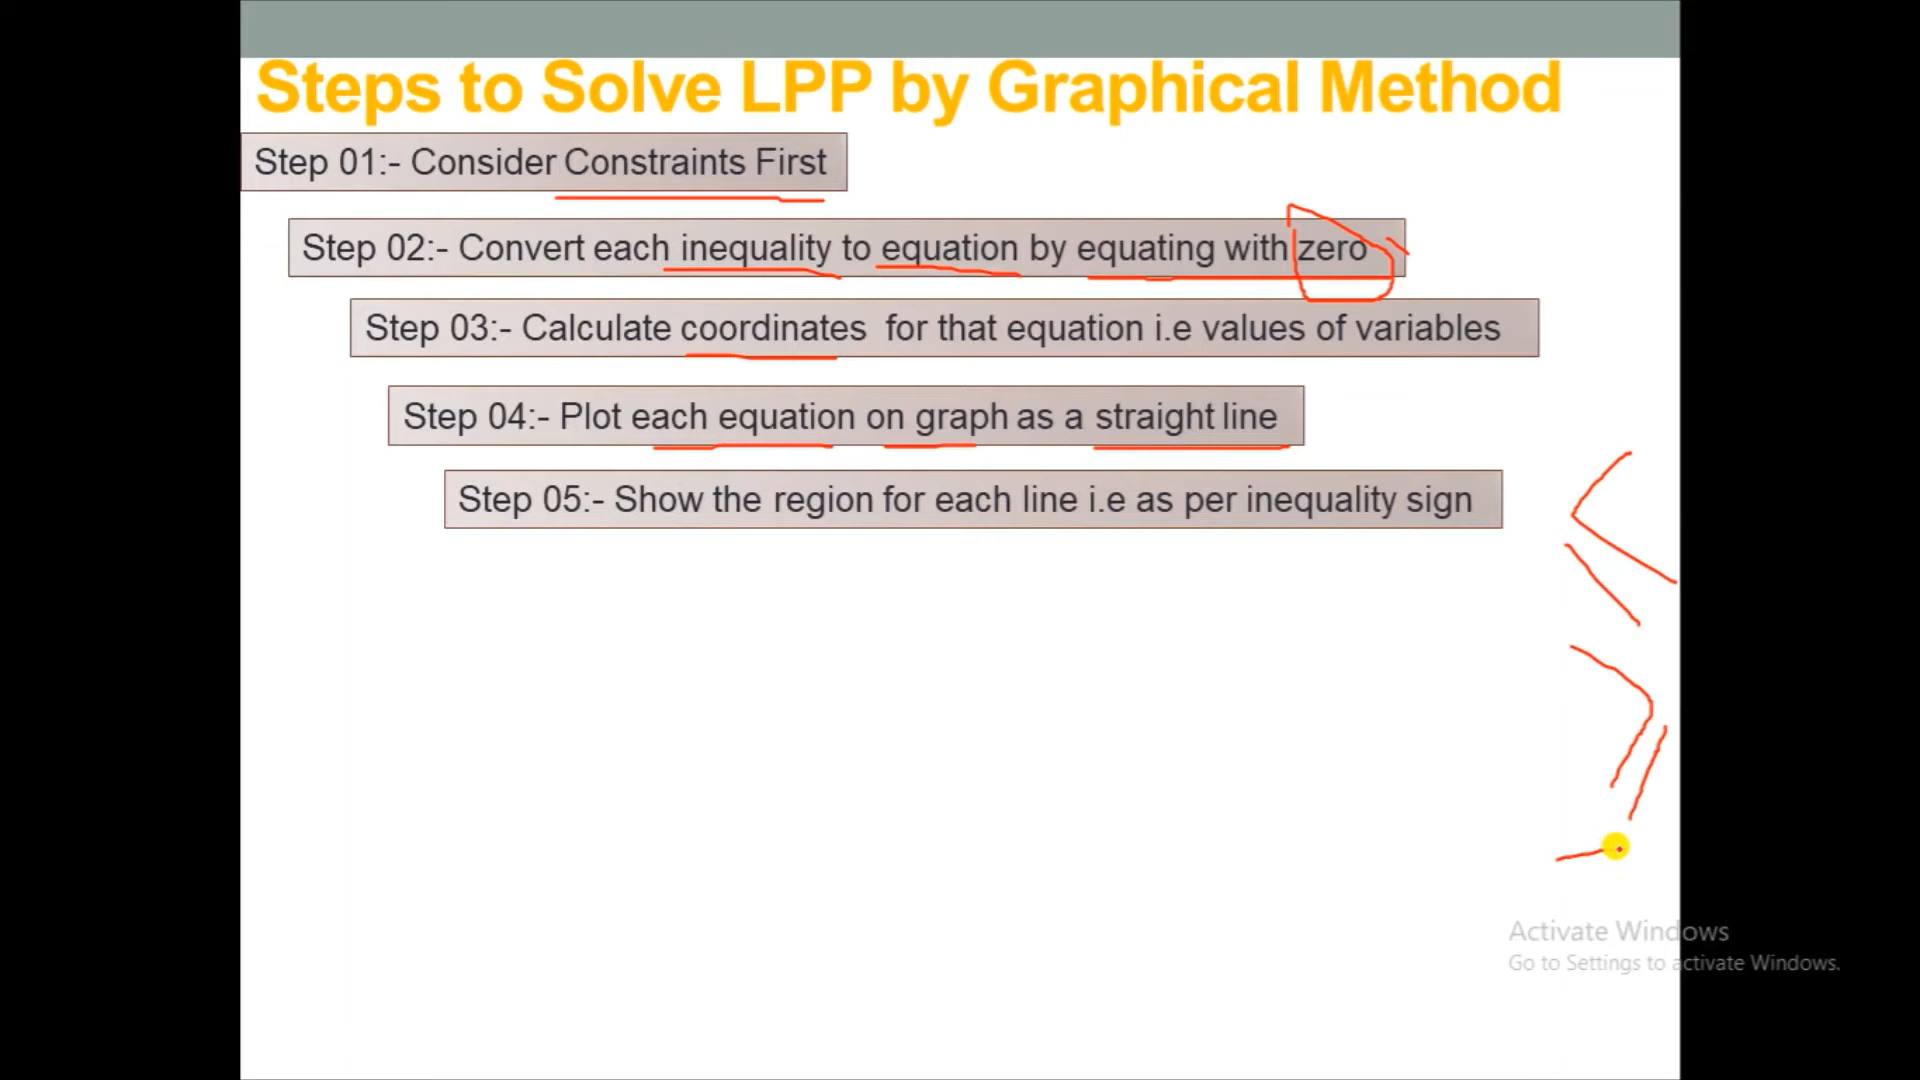 Steps to Solve LPP by Graphical Method
Step 01:- Consider Constraints First
Step 02:- Convert each inequality to equation by equating with zero
Step 03:- Calculate coordinates for that equation i.e values of variables
Step 04:- Plot each equation on graph as a straight line
Step 05:- Show the region for each line i.e as per inequality sign
Activate Windows
Go to Settings to activate Windows.